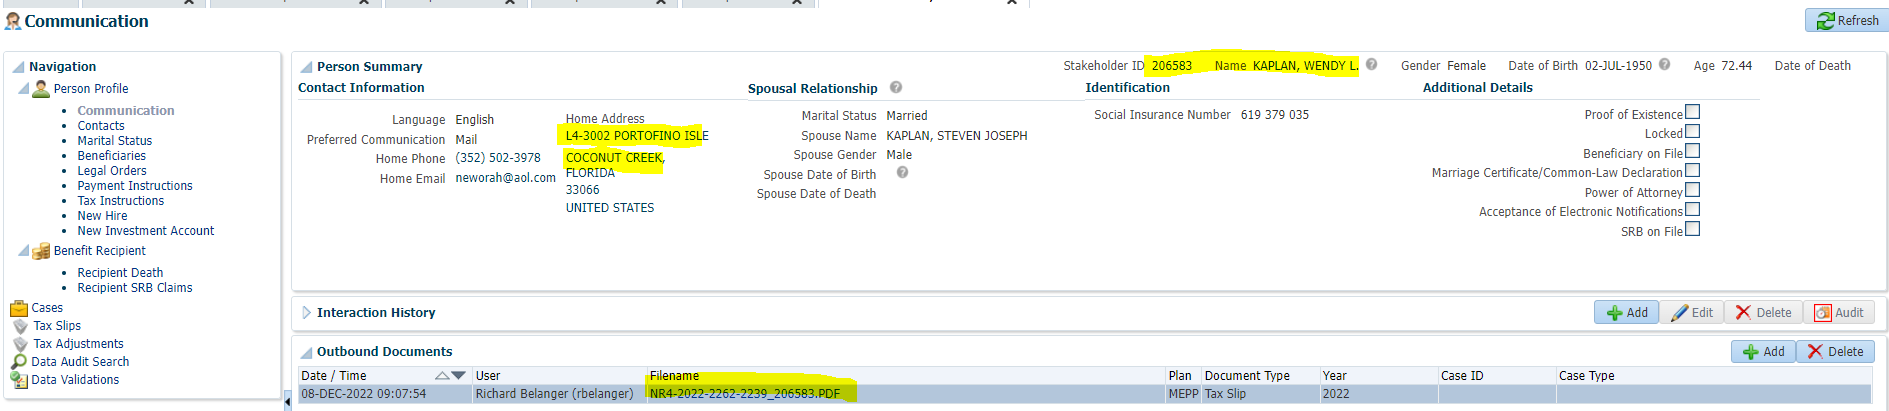 Communication
Refresh
Navigation
Person Profile
Communication
Contacts
Marital Status
Beneficiaries
Legal Orders
Payment Instructions
Tax Instructions
New Hire
New Investment Account
Benefit Recipient
Recipient Death
Recipient SRB Claims
Cases
Tax Slips
Tax Adjustments
Data Audit Search
Data Validations
Person Summary
Stakeholder ID 206583 Name KAPLAN, WENDY L. Gender Female Date of Birth 02-JUL-1950 Age 72.44 Date of Death
Contact Information
Language English
Preferred Communication Mail
Home Phone (352) 502-3978
Home Email neworah@aol.com
Home Address
L4-3002 PORTOFINO ISLE
COCONUT CREEK,
FLORIDA
33066
UNITED STATES
Spousal Relationship
Marital Status Married
Spouse Name KAPLAN, STEVEN JOSEPH
Spouse Gender Male
Spouse Date of Birth
Spouse Date of Death
Identification
Social Insurance Number 619 379 035
Additional Details
Proof of Existence
Locked
Beneficiary on File
Marriage Certificate/Common-Law Declaration
Power of Attorney
Acceptance of Electronic Notifications
SRB on File
Interaction History
Add Edit Delete Audit
Outbound Documents
Add Delete
Date / Time User Filename Plan Document Type Year Case ID Case Type
08-DEC-2022 09:07:54 Richard Belanger (rbelanger) NR4-2022-2262-2239_206583.PDF MEPP Tax Slip 2022